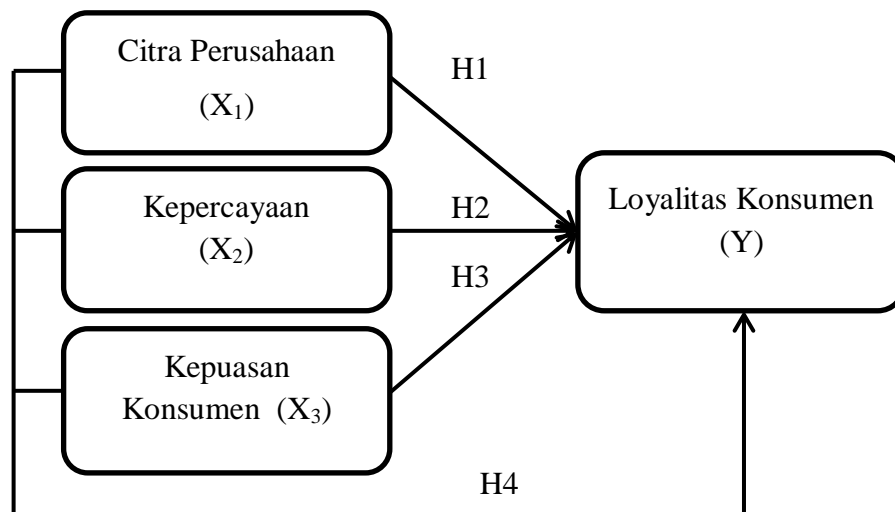 Citra Perusahaan
(X₁)
H1
Kepercayaan
(X₂)
H2
H3
Kepuasan
Konsumen (X₃)
Loyalitas Konsumen
(Y)
H4